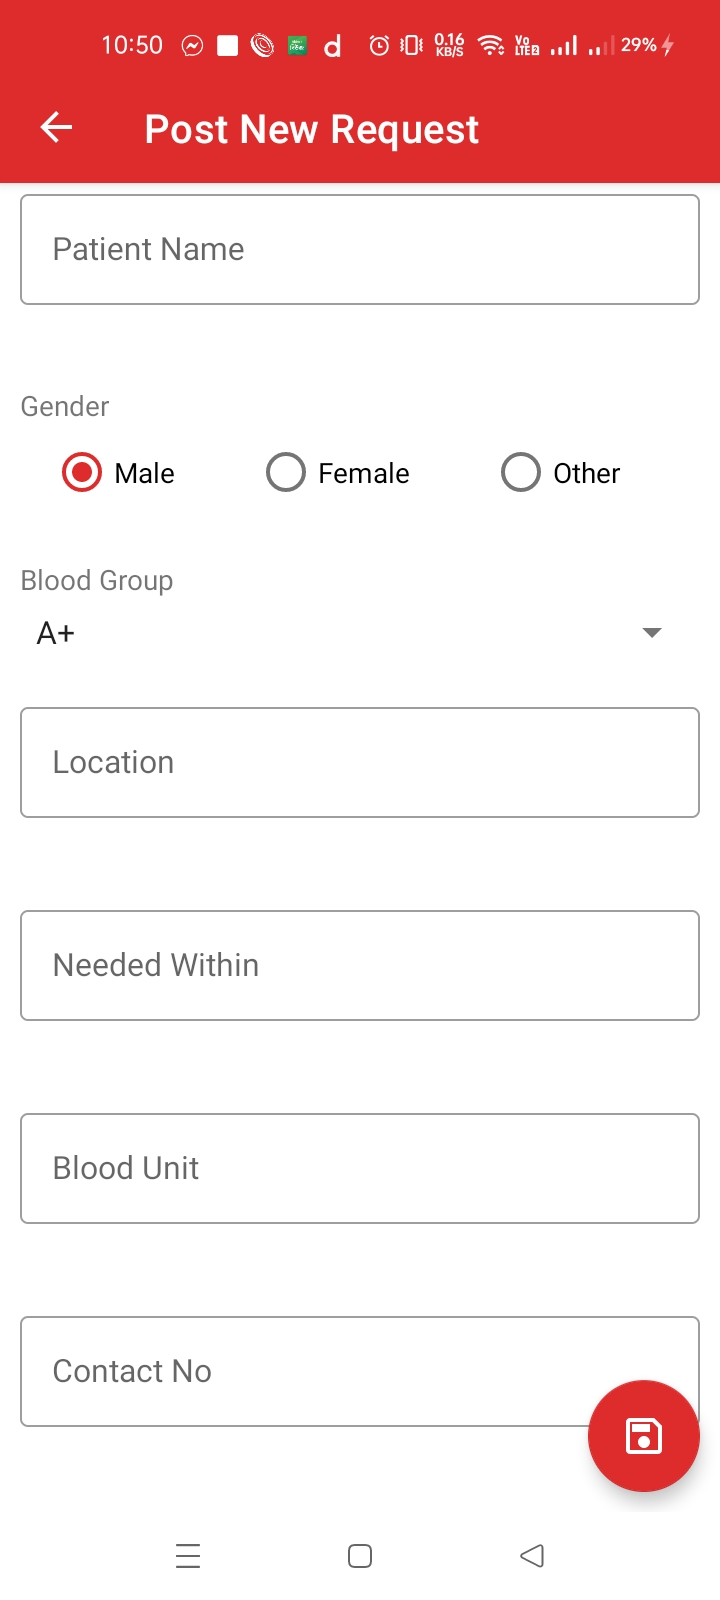 10:50 d 0.16 KB/S Vo LTE2 29%
Post New Request
Patient Name
Gender
Male Female Other
Blood Group
A+
Location
Needed Within
Blood Unit
Contact No